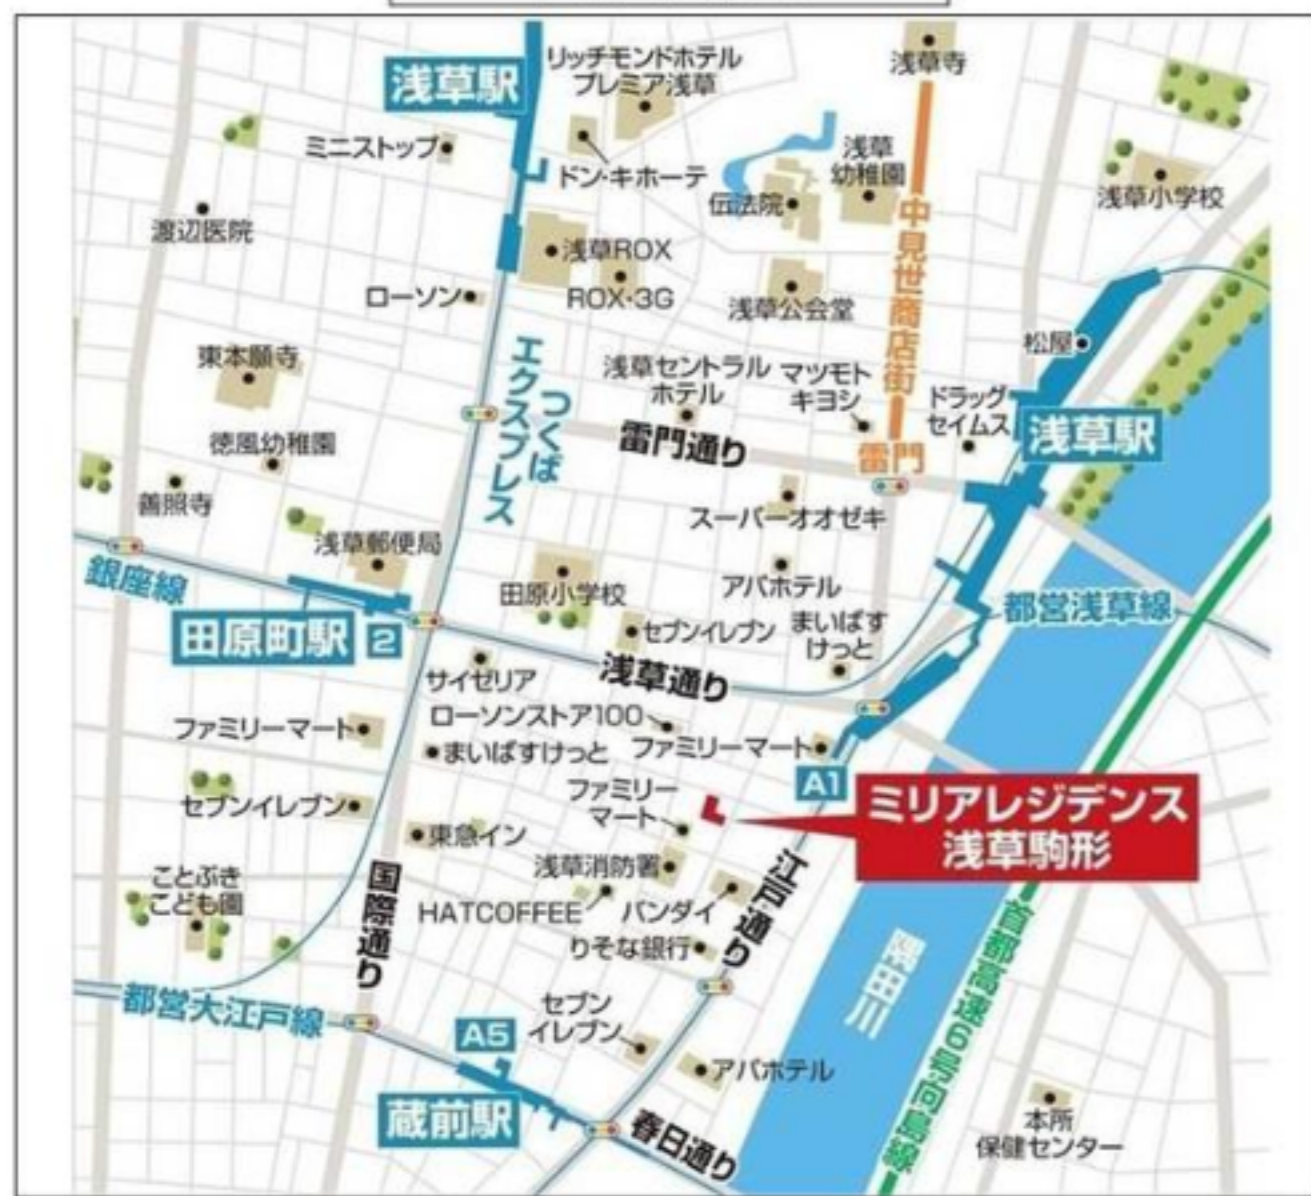 浅草駅
リッチモンドホテル
プレミア浅草
浅草寺
ミニストップ
ドン・キホーテ
浅草
幼稚園
伝法院
浅草小学校
渡辺医院
中見世商店街
浅草ROX
ローソン
ROX・3G
浅草公会堂
松屋
東本願寺
つくば
エクスプレス
浅草セントラル
ホテル
マツモト
キヨシ
ドラッグ
セイムス
浅草駅
徳風幼稚園
雷門通り
雷門
善照寺
スーパーオオゼキ
浅草郵便局
銀座線
田原小学校
アパホテル
都営浅草線
田原町駅
2
セブンイレブン
まいばす
けっと
サイゼリア
浅草通り
ローソンストア100
ファミリーマート
まいばすけっと
ファミリーマート
A1
ファミリー
マート
ミリアレジデンス
浅草駒形
セブンイレブン
東急イン
浅草消防署
江戸通り
ことぶき
こども園
国際通り
HATCOFFEE
バンダイ
りそな銀行
隅田川
首都高速6号向島線
都営大江戸線
セブン
イレブン
A5
アパホテル
蔵前駅
春日通り
本所
保健センター